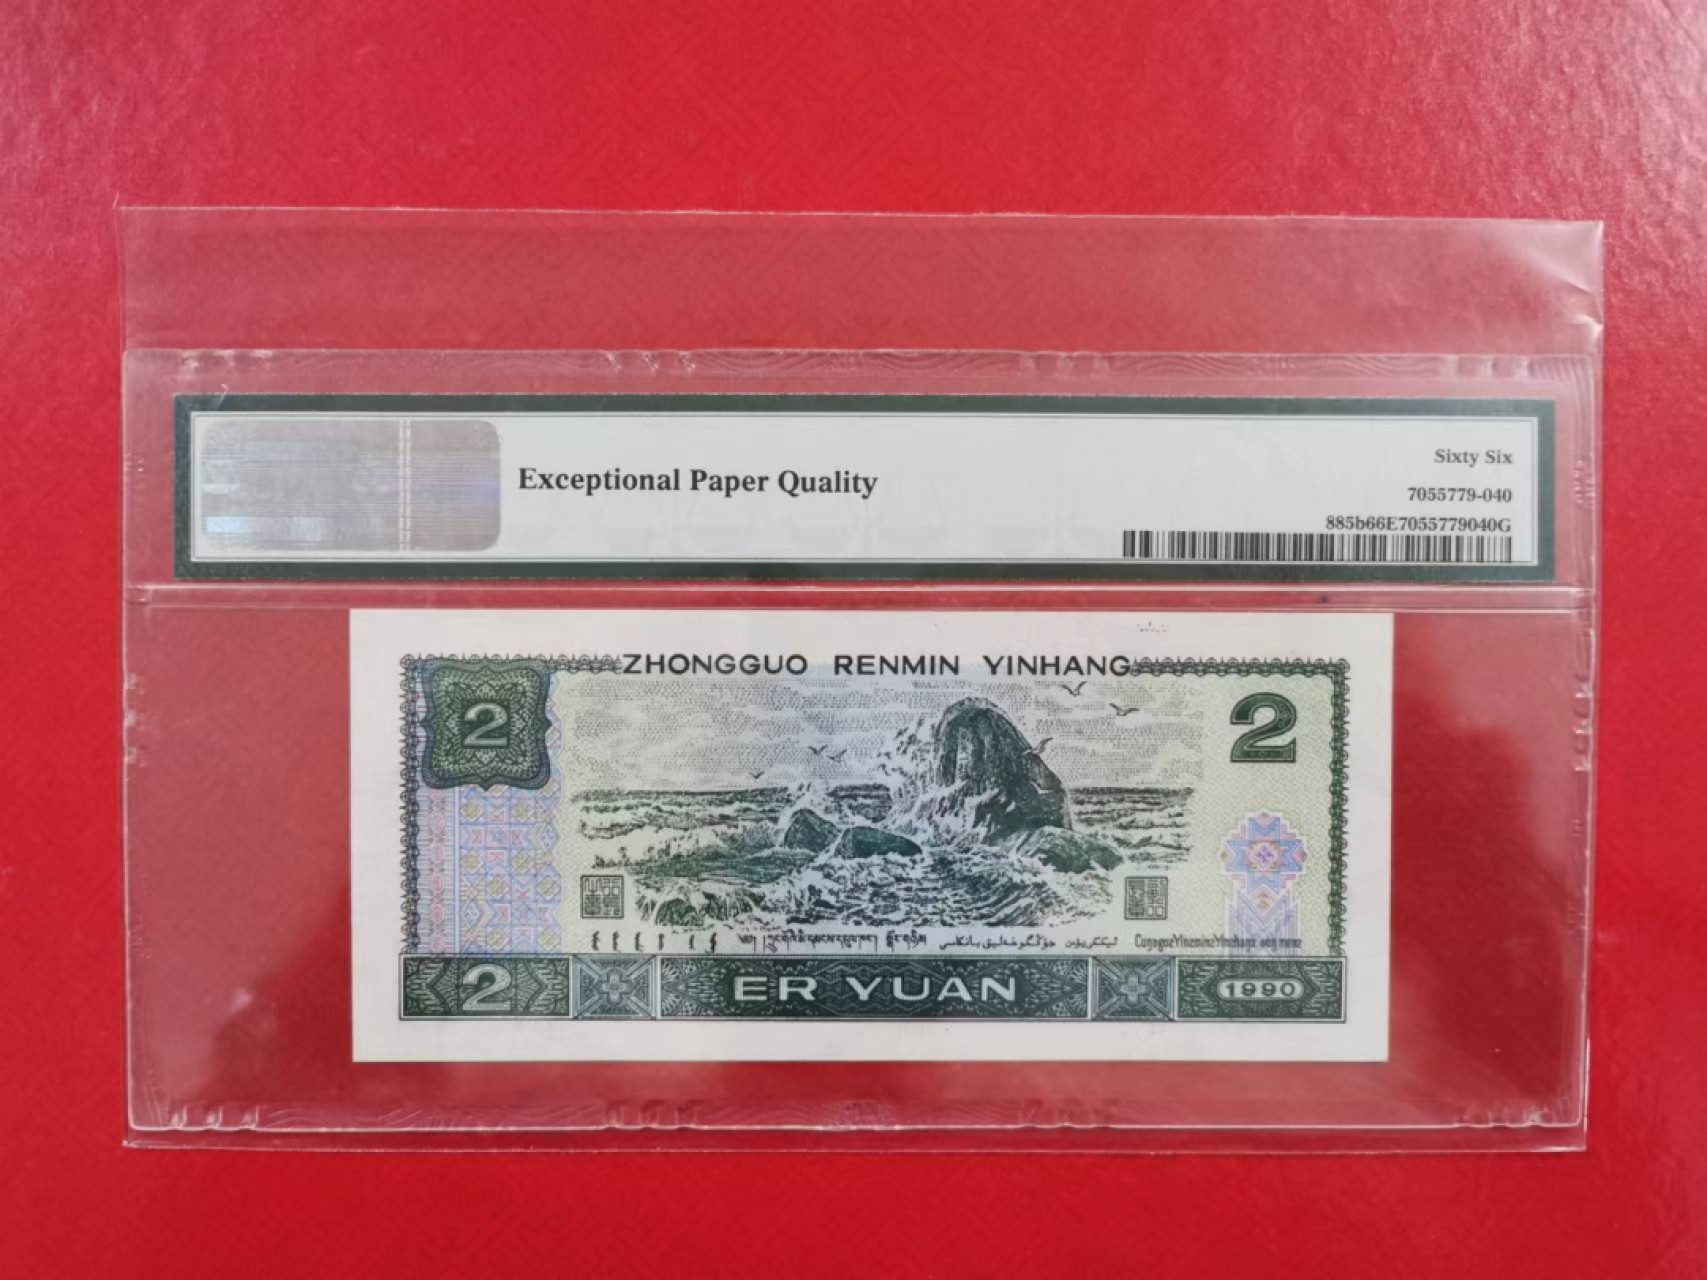 Exceptional Paper Quality
Sixty Six
7055779-040
885b66E7055779040G
ZHONGGUO RENMIN YINHANG
2
2
2
ER YUAN
1990